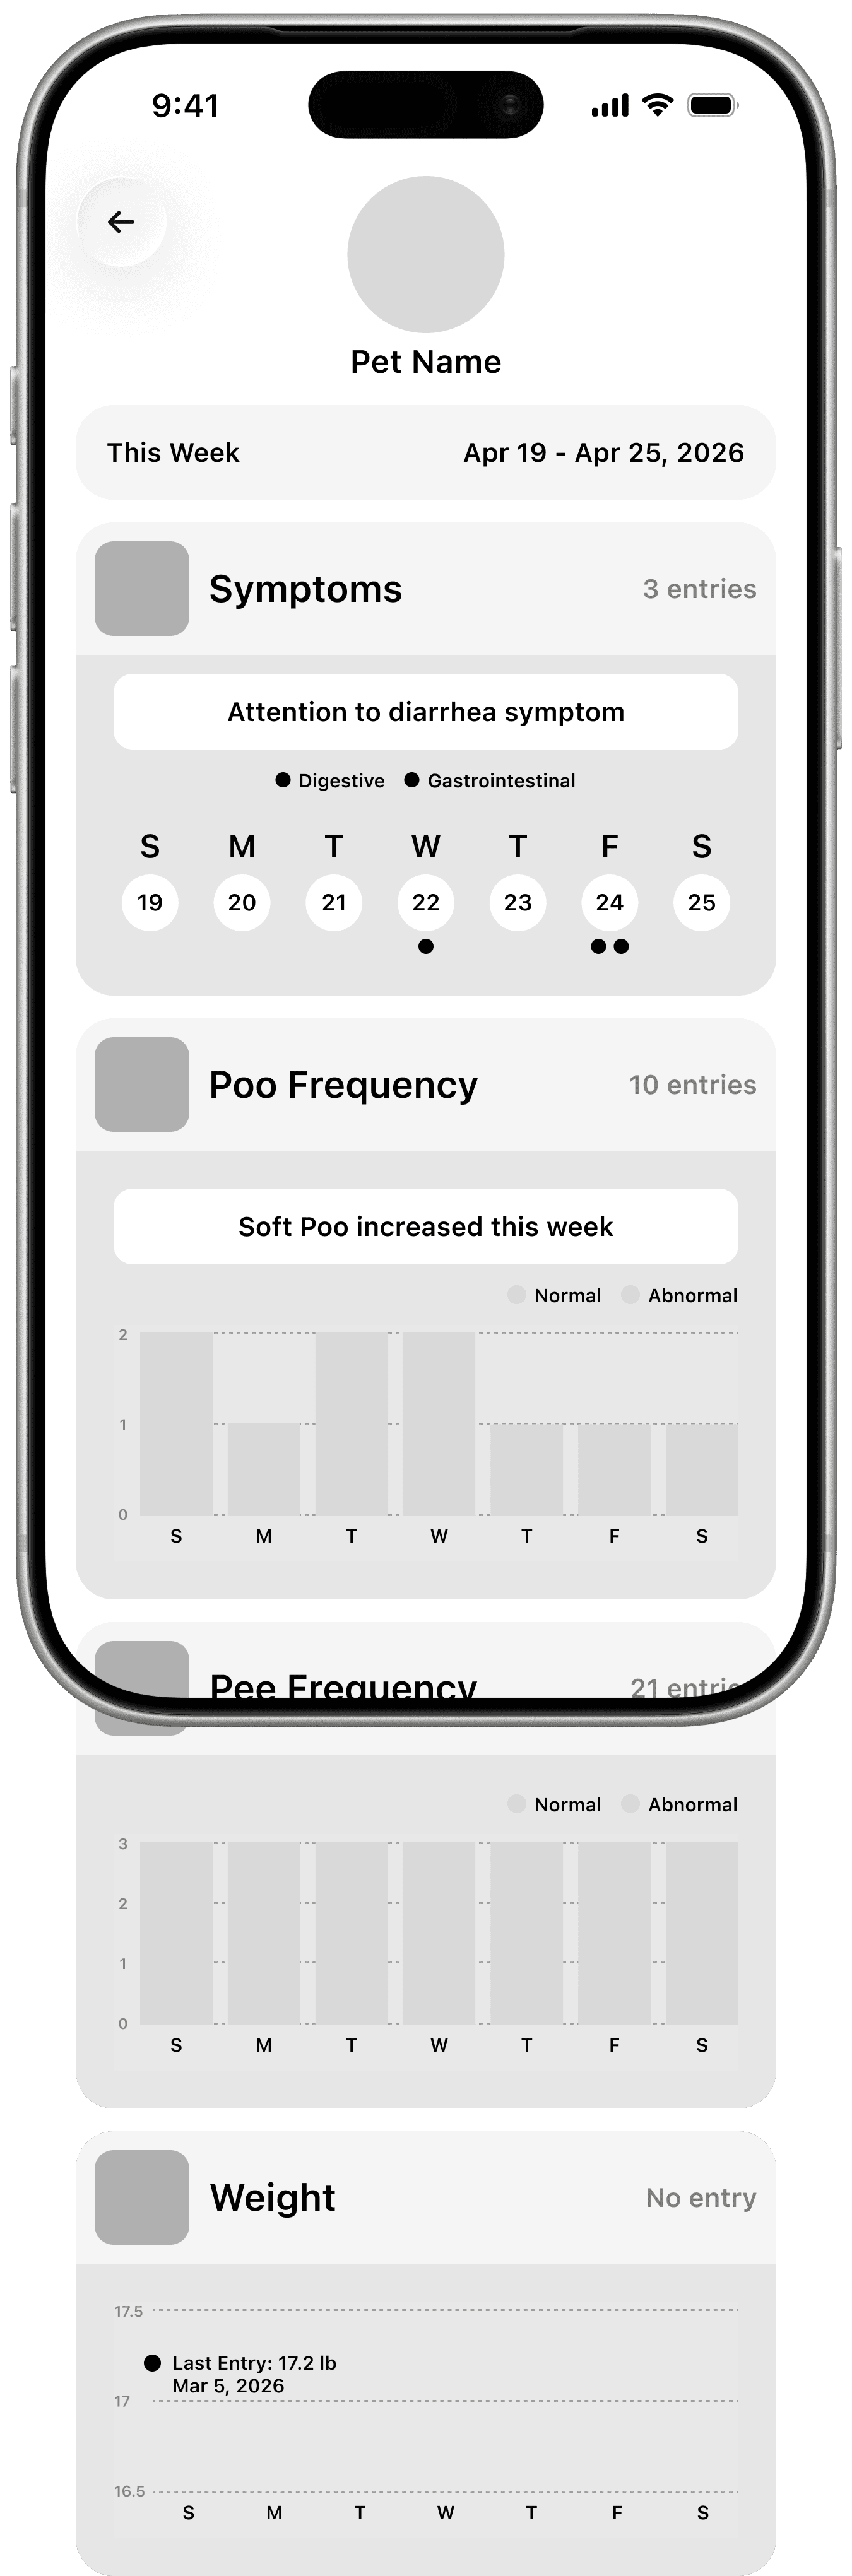 9:41
Pet Name
This Week Apr 19 - Apr 25, 2026
Symptoms 3 entries
Attention to diarrhea symptom
Digestive Gastrointestinal
S M T W T F S
19 20 21 22 23 24 25
Poo Frequency 10 entries
Soft Poo increased this week
Normal Abnormal
2
1
0
S M T W T F S
Pee Frequency 21 entries
Normal Abnormal
3
2
1
0
S M T W T F S
Weight No entry
17.5
Last Entry: 17.2 lb
Mar 5, 2026
17
16.5
S M T W T F S